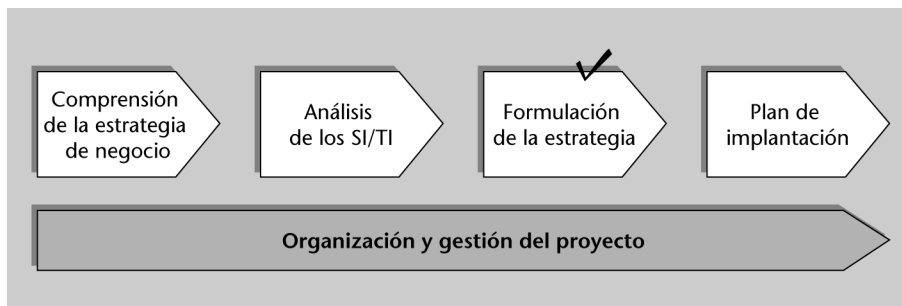 Comprensión
de la estrategia
de negocio
Análisis
de los SI/TI
Formulación
de la estrategia
Plan de
implantación
Organización y gestión del proyecto